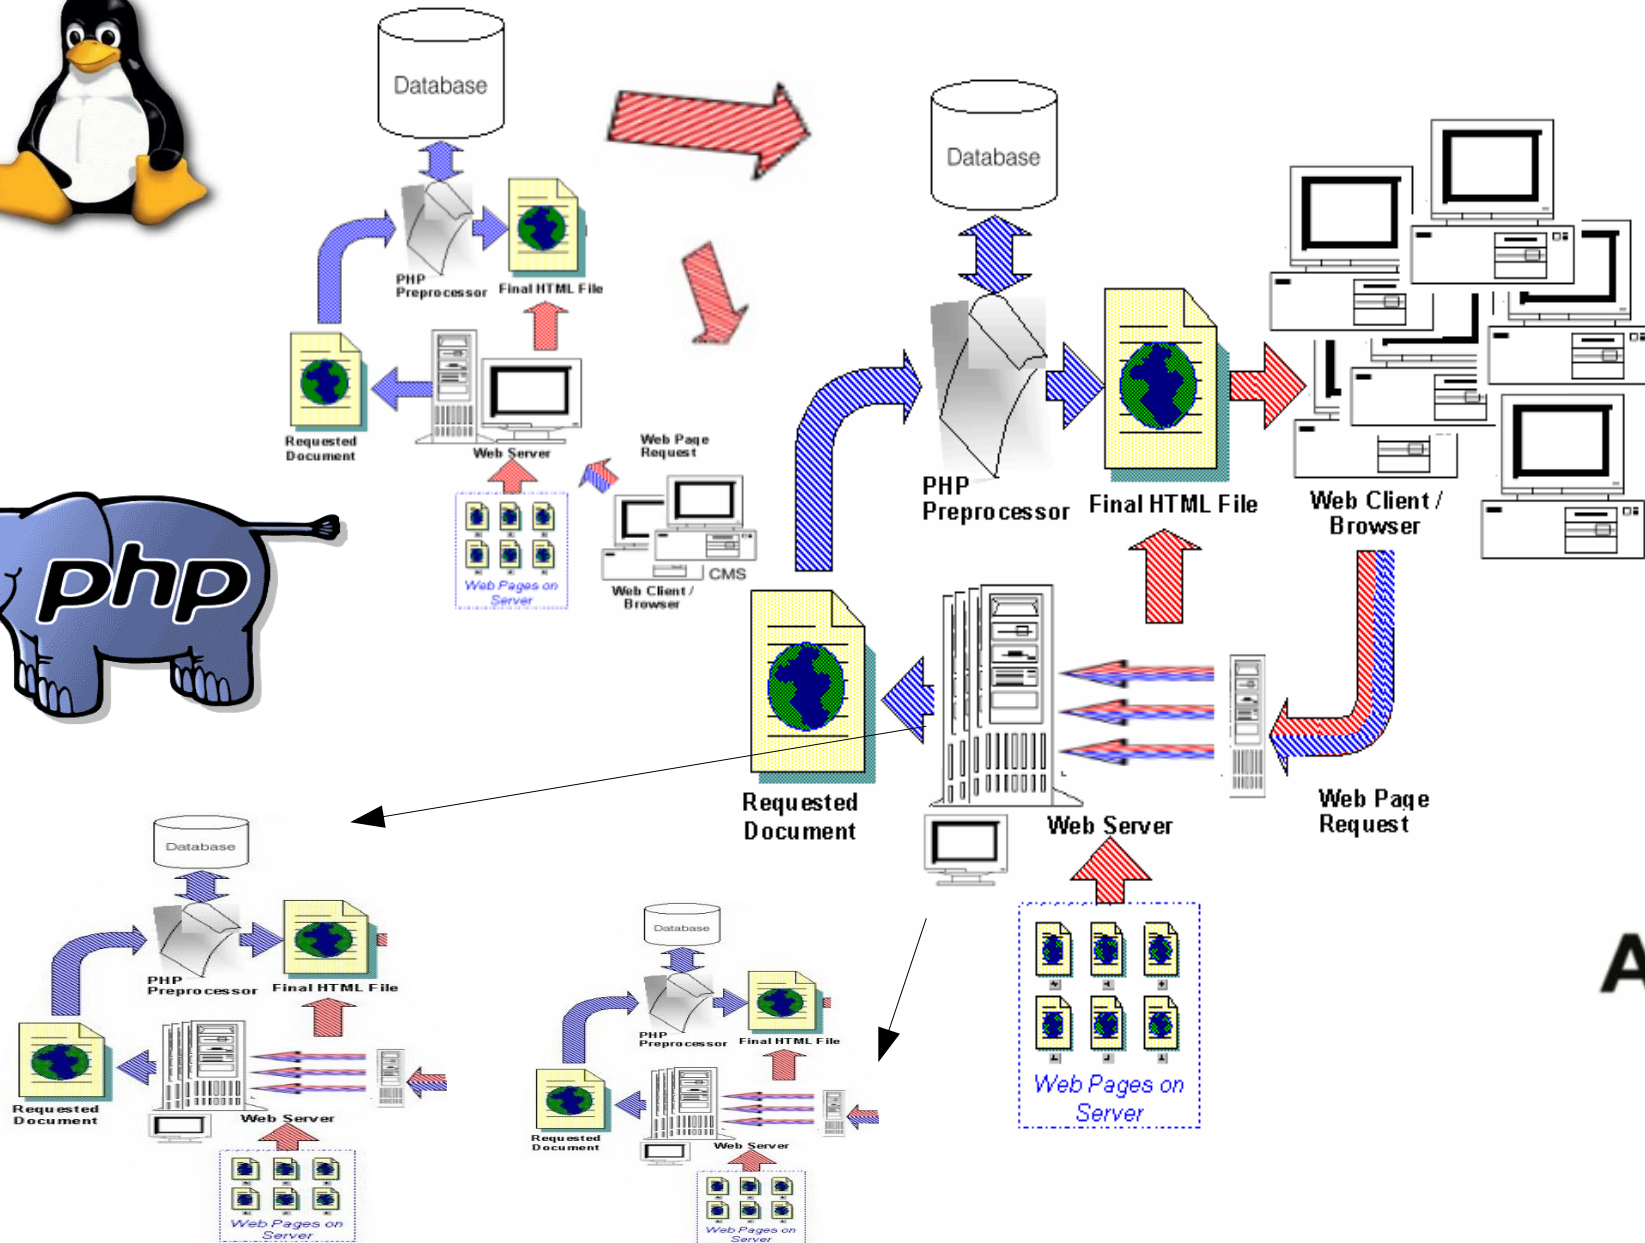 Database
PHP
Preprocessor
Final HTML File
Requested
Document
Web Server
Web Page
Request
Web Pages on
Server
CMS
Web Client /
Browser
php
Database
PHP
Preprocessor
Final HTML File
Web Client /
Browser
Requested
Document
Web Server
Web Page
Request
Web Pages on
Server
A
Database
PHP
Preprocessor
Final HTML File
Requested
Document
Web Server
Web Pages on
Server
Database
PHP
Preprocessor
Final HTML File
Requested
Document
Web Server
Web Pages on
Server